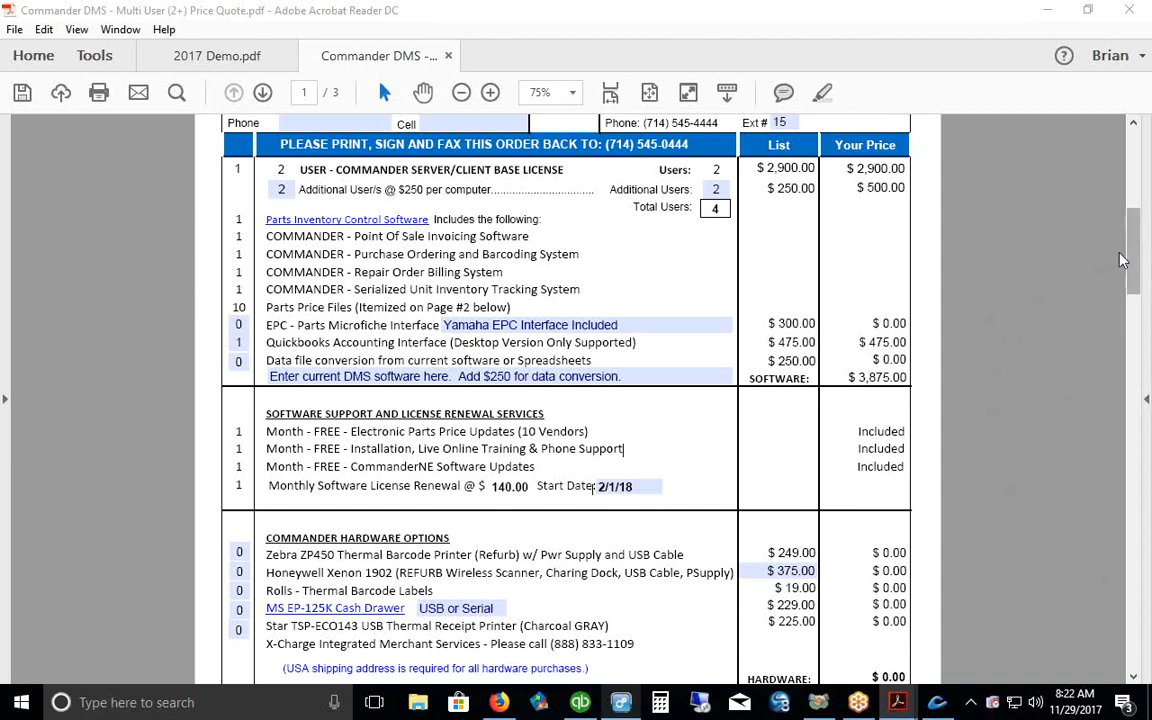 Commander DMS - Multi User (2+) Price Quote.pdf - Adobe Acrobat Reader DC
File Edit View Window Help
Home Tools 2017 Demo.pdf Commander DMS -... × Brian
1 / 3 75%
Phone Cell Phone: (714) 545-4444 Ext # 15
PLEASE PRINT, SIGN AND FAX THIS ORDER BACK TO: (714) 545-0444 List Your Price
1 2 USER - COMMANDER SERVER/CLIENT BASE LICENSE Users: 2 $ 2,900.00 $ 2,900.00
2 Additional User/s @ $250 per computer................................... Additional Users: 2 $ 250.00 $ 500.00
Total Users: 4
1 Parts Inventory Control Software Includes the following:
1 COMMANDER - Point Of Sale Invoicing Software
1 COMMANDER - Purchase Ordering and Barcoding System
1 COMMANDER - Repair Order Billing System
1 COMMANDER - Serialized Unit Inventory Tracking System
10 Parts Price Files (Itemized on Page #2 below)
0 EPC - Parts Microfiche Interface Yamaha EPC Interface Included $ 300.00 $ 0.00
1 Quickbooks Accounting Interface (Desktop Version Only Supported) $ 475.00 $ 475.00
0 Data file conversion from current software or Spreadsheets $ 250.00 $ 0.00
Enter current DMS software here. Add $250 for data conversion. SOFTWARE: $ 3,875.00
SOFTWARE SUPPORT AND LICENSE RENEWAL SERVICES
1 Month - FREE - Electronic Parts Price Updates (10 Vendors) Included
1 Month - FREE - Installation, Live Online Training & Phone Support Included
1 Month - FREE - CommanderNE Software Updates Included
1 Monthly Software License Renewal @ $ 140.00 Start Date: 2/1/18
COMMANDER HARDWARE OPTIONS
0 Zebra ZP450 Thermal Barcode Printer (Refurb) w/ Pwr Supply and USB Cable $ 249.00 $ 0.00
0 Honeywell Xenon 1902 (REFURB Wireless Scanner, Charing Dock, USB Cable, PSupply) $ 375.00 $ 0.00
0 Rolls - Thermal Barcode Labels $ 19.00 $ 0.00
0 MS EP-125K Cash Drawer USB or Serial $ 229.00 $ 0.00
0 Star TSP-ECO143 USB Thermal Receipt Printer (Charcoal GRAY) $ 225.00 $ 0.00
X-Charge Integrated Merchant Services - Please call (888) 833-1109
(USA shipping address is required for all hardware purchases.) HARDWARE: $ 0.00
Type here to search 8:22 AM
11/29/2017 3